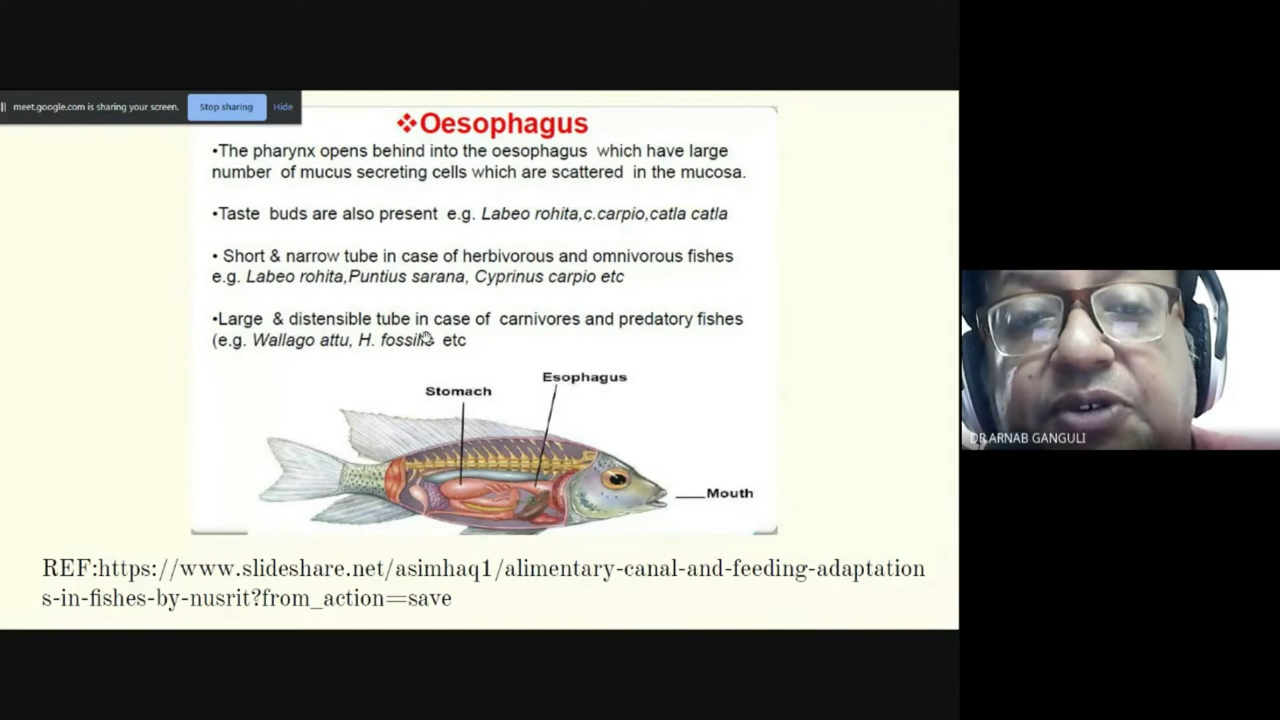 meet.google.com is sharing your screen. Stop sharing Hide
❖Oesophagus
•The pharynx opens behind into the oesophagus which have large
number of mucus secreting cells which are scattered in the mucosa.
•Taste buds are also present e.g. Labeo rohita,c.carpio,catla catla
• Short & narrow tube in case of herbivorous and omnivorous fishes
e.g. Labeo rohita,Puntius sarana, Cyprinus carpio etc
•Large & distensible tube in case of carnivores and predatory fishes
(e.g. Wallago attu, H. etc
Esophagus
Stomach
Mouth
REF:https://www.slideshare.net/asimhaq1/alimentary-canal-and-feeding-adaptation
s-in-fishes-by-nusrit?from_action=save
DR ARNAB GANGULI